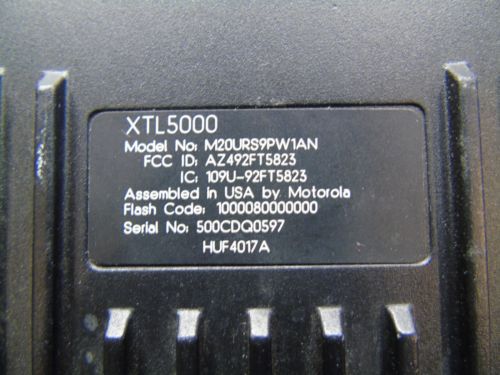 XTL5000
Model No: M20URS9PW1AN
FCC ID: AZ492FT5823
IC: 109U-92FT5823
Assembled in USA by Motorola
Flash Code: 1000080000000
Serial No: 500CDQ0597
HUF4017A